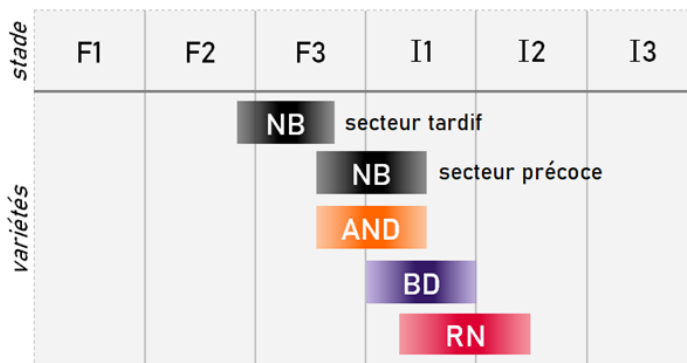 stade
F1 F2 F3 I1 I2 I3
variétés
NB secteur tardif
NB secteur précoce
AND
BD
RN